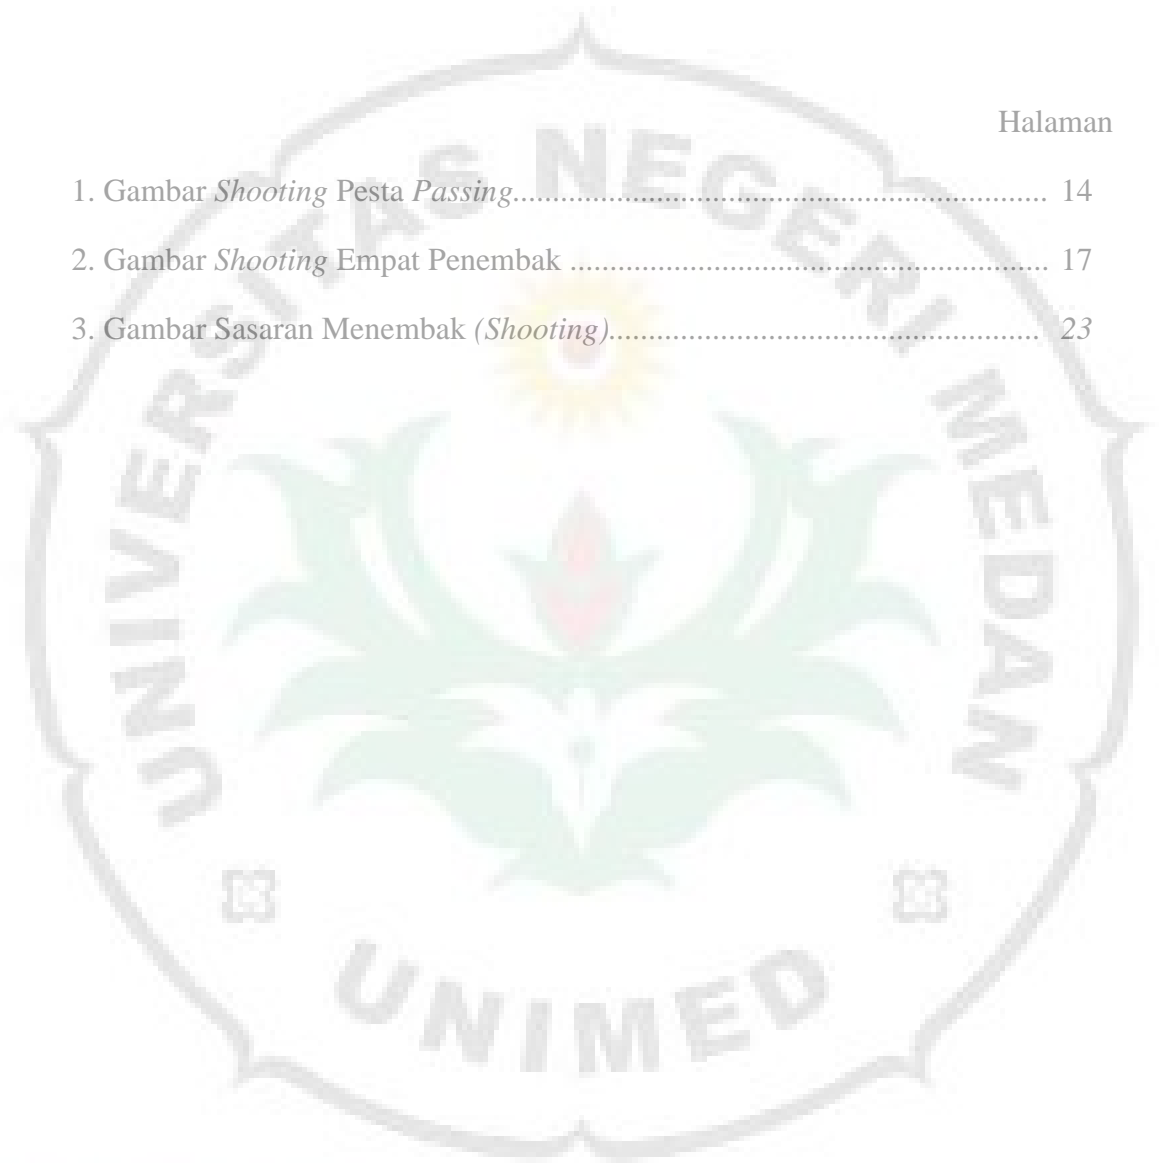 Halaman
1. Gambar Shooting Pesta Passing.................................................................... 14
2. Gambar Shooting Empat Penembak ............................................................ 17
3. Gambar Sasaran Menembak (Shooting)...................................................... 23
UNIVERSITAS NEGERI MEDAN
UNIMED